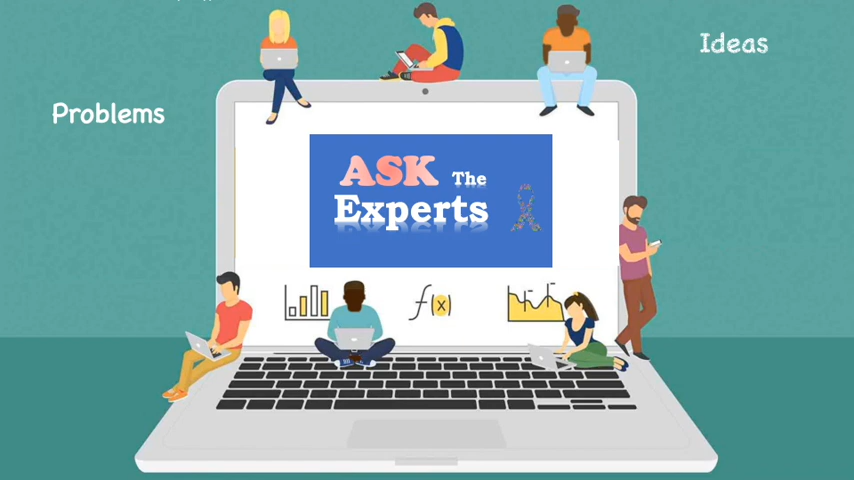 Ideas
Problems
ASK The
Experts
f(x)